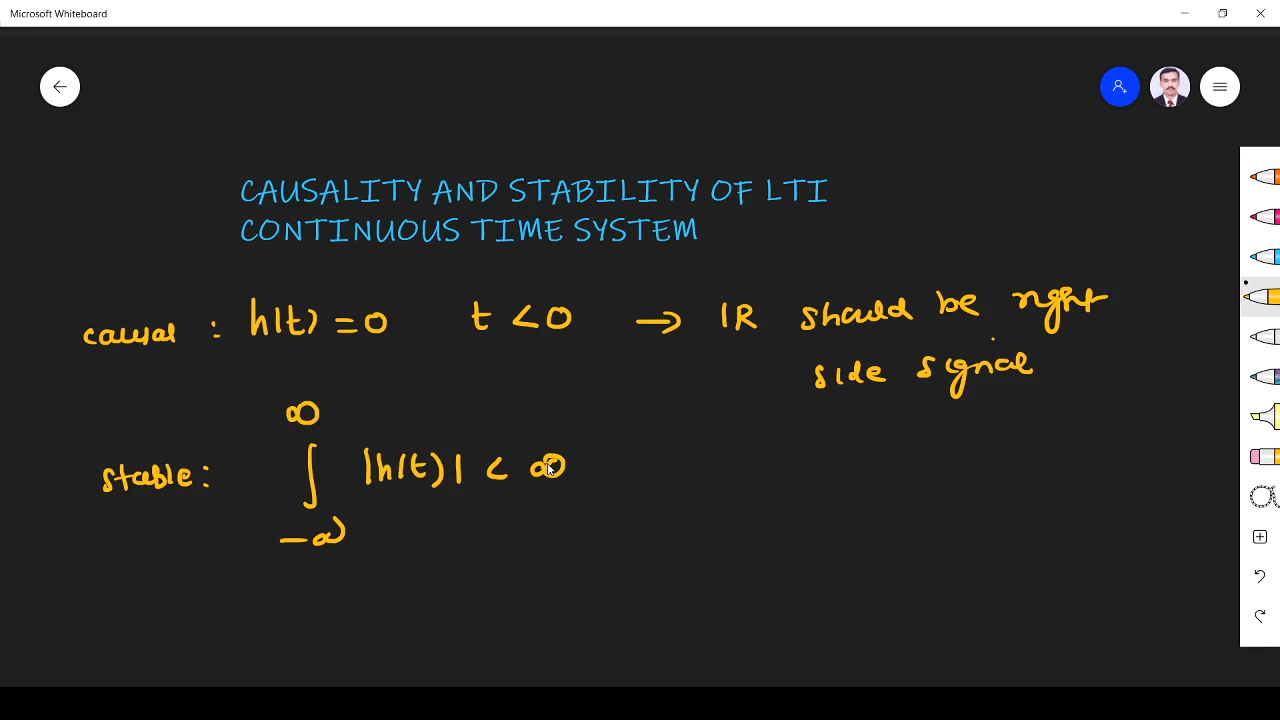 Microsoft Whiteboard
CAUSALITY AND STABILITY OF LTI
CONTINUOUS TIME SYSTEM
causal : h(t) = 0 t < 0 → IR should be right
side signal
∞
stable: ∫ |h(t)| < ∞
-∞